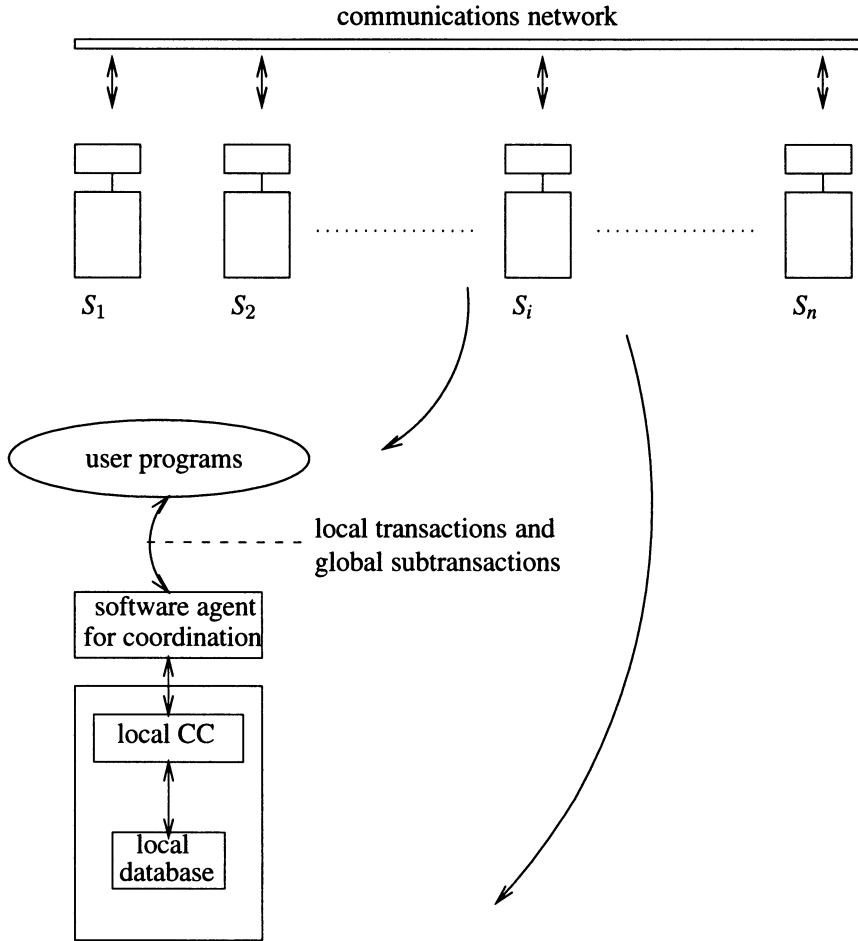 communications network
S1 S2 Si Sn
user programs
local transactions and
global subtransactions
software agent
for coordination
local CC
local
database